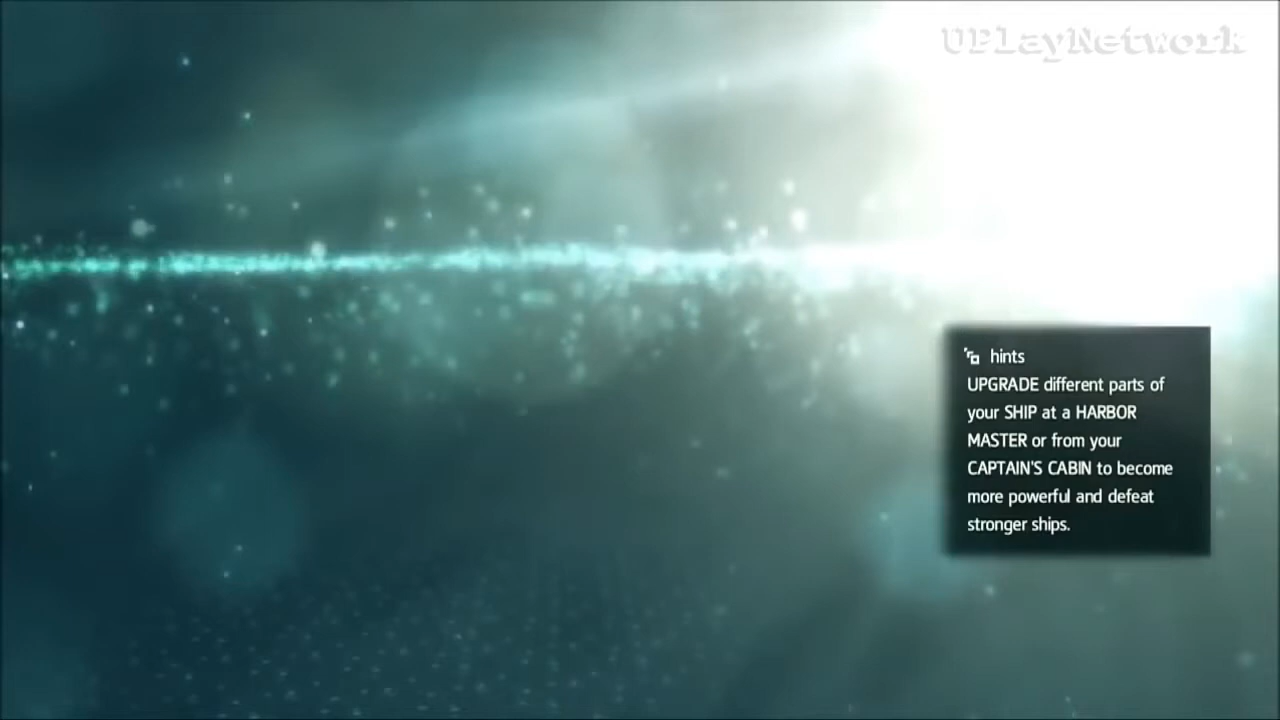 UPlayNetwork
hints
UPGRADE different parts of
your SHIP at a HARBOR
MASTER or from your
CAPTAIN'S CABIN to become
more powerful and defeat
stronger ships.